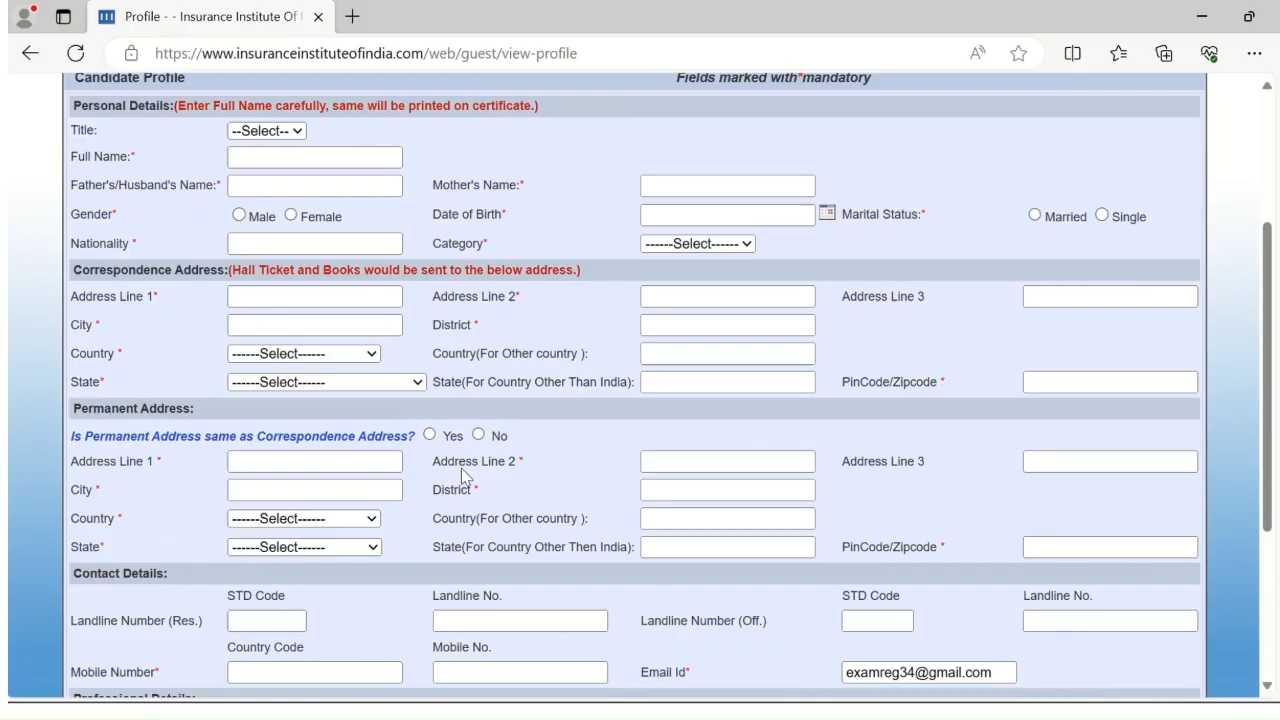 Profile - - Insurance Institute Of I
https://www.insuranceinstituteofindia.com/web/guest/view-profile
Candidate Profile Fields marked with*mandatory
Personal Details:(Enter Full Name carefully, same will be printed on certificate.)
Title: --Select--
Full Name:*
Father's/Husband's Name:* Mother's Name:*
Gender* Male Female Date of Birth* Marital Status:* Married Single
Nationality * Category* ------Select------
Correspondence Address:(Hall Ticket and Books would be sent to the below address.)
Address Line 1* Address Line 2* Address Line 3
City * District *
Country * ------Select------ Country(For Other country ):
State* ------Select------ State(For Country Other Than India): PinCode/Zipcode *
Permanent Address:
Is Permanent Address same as Correspondence Address? Yes No
Address Line 1 * Address Line 2 * Address Line 3
City * District *
Country * ------Select------ Country(For Other country ):
State* ------Select------ State(For Country Other Then India): PinCode/Zipcode *
Contact Details:
STD Code Landline No. STD Code Landline No.
Landline Number (Res.) Landline Number (Off.)
Country Code Mobile No.
Mobile Number* Email Id* examreg34@gmail.com
Professional Details: